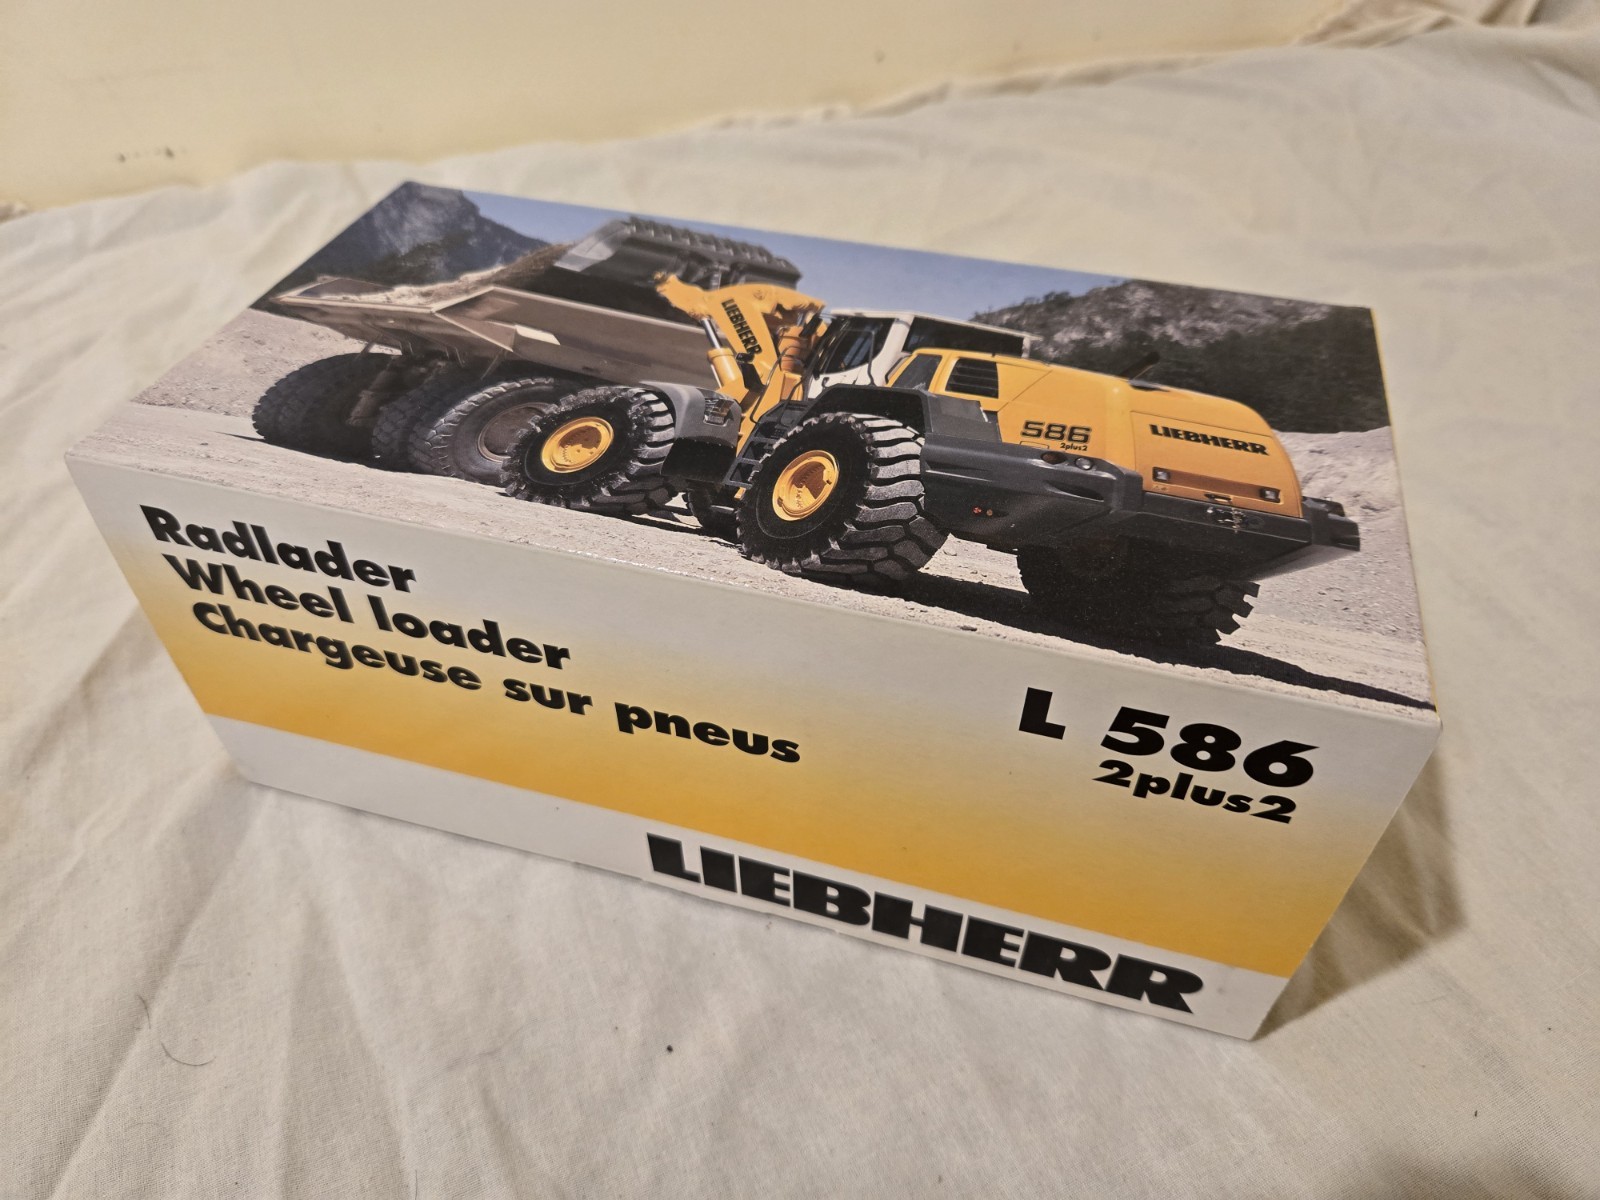 LIEBHERR
586
2plus2
LIEBHERR
Radlader
Wheel loader
Chargeuse sur pneus
L 586
2plus2
LIEBHERR